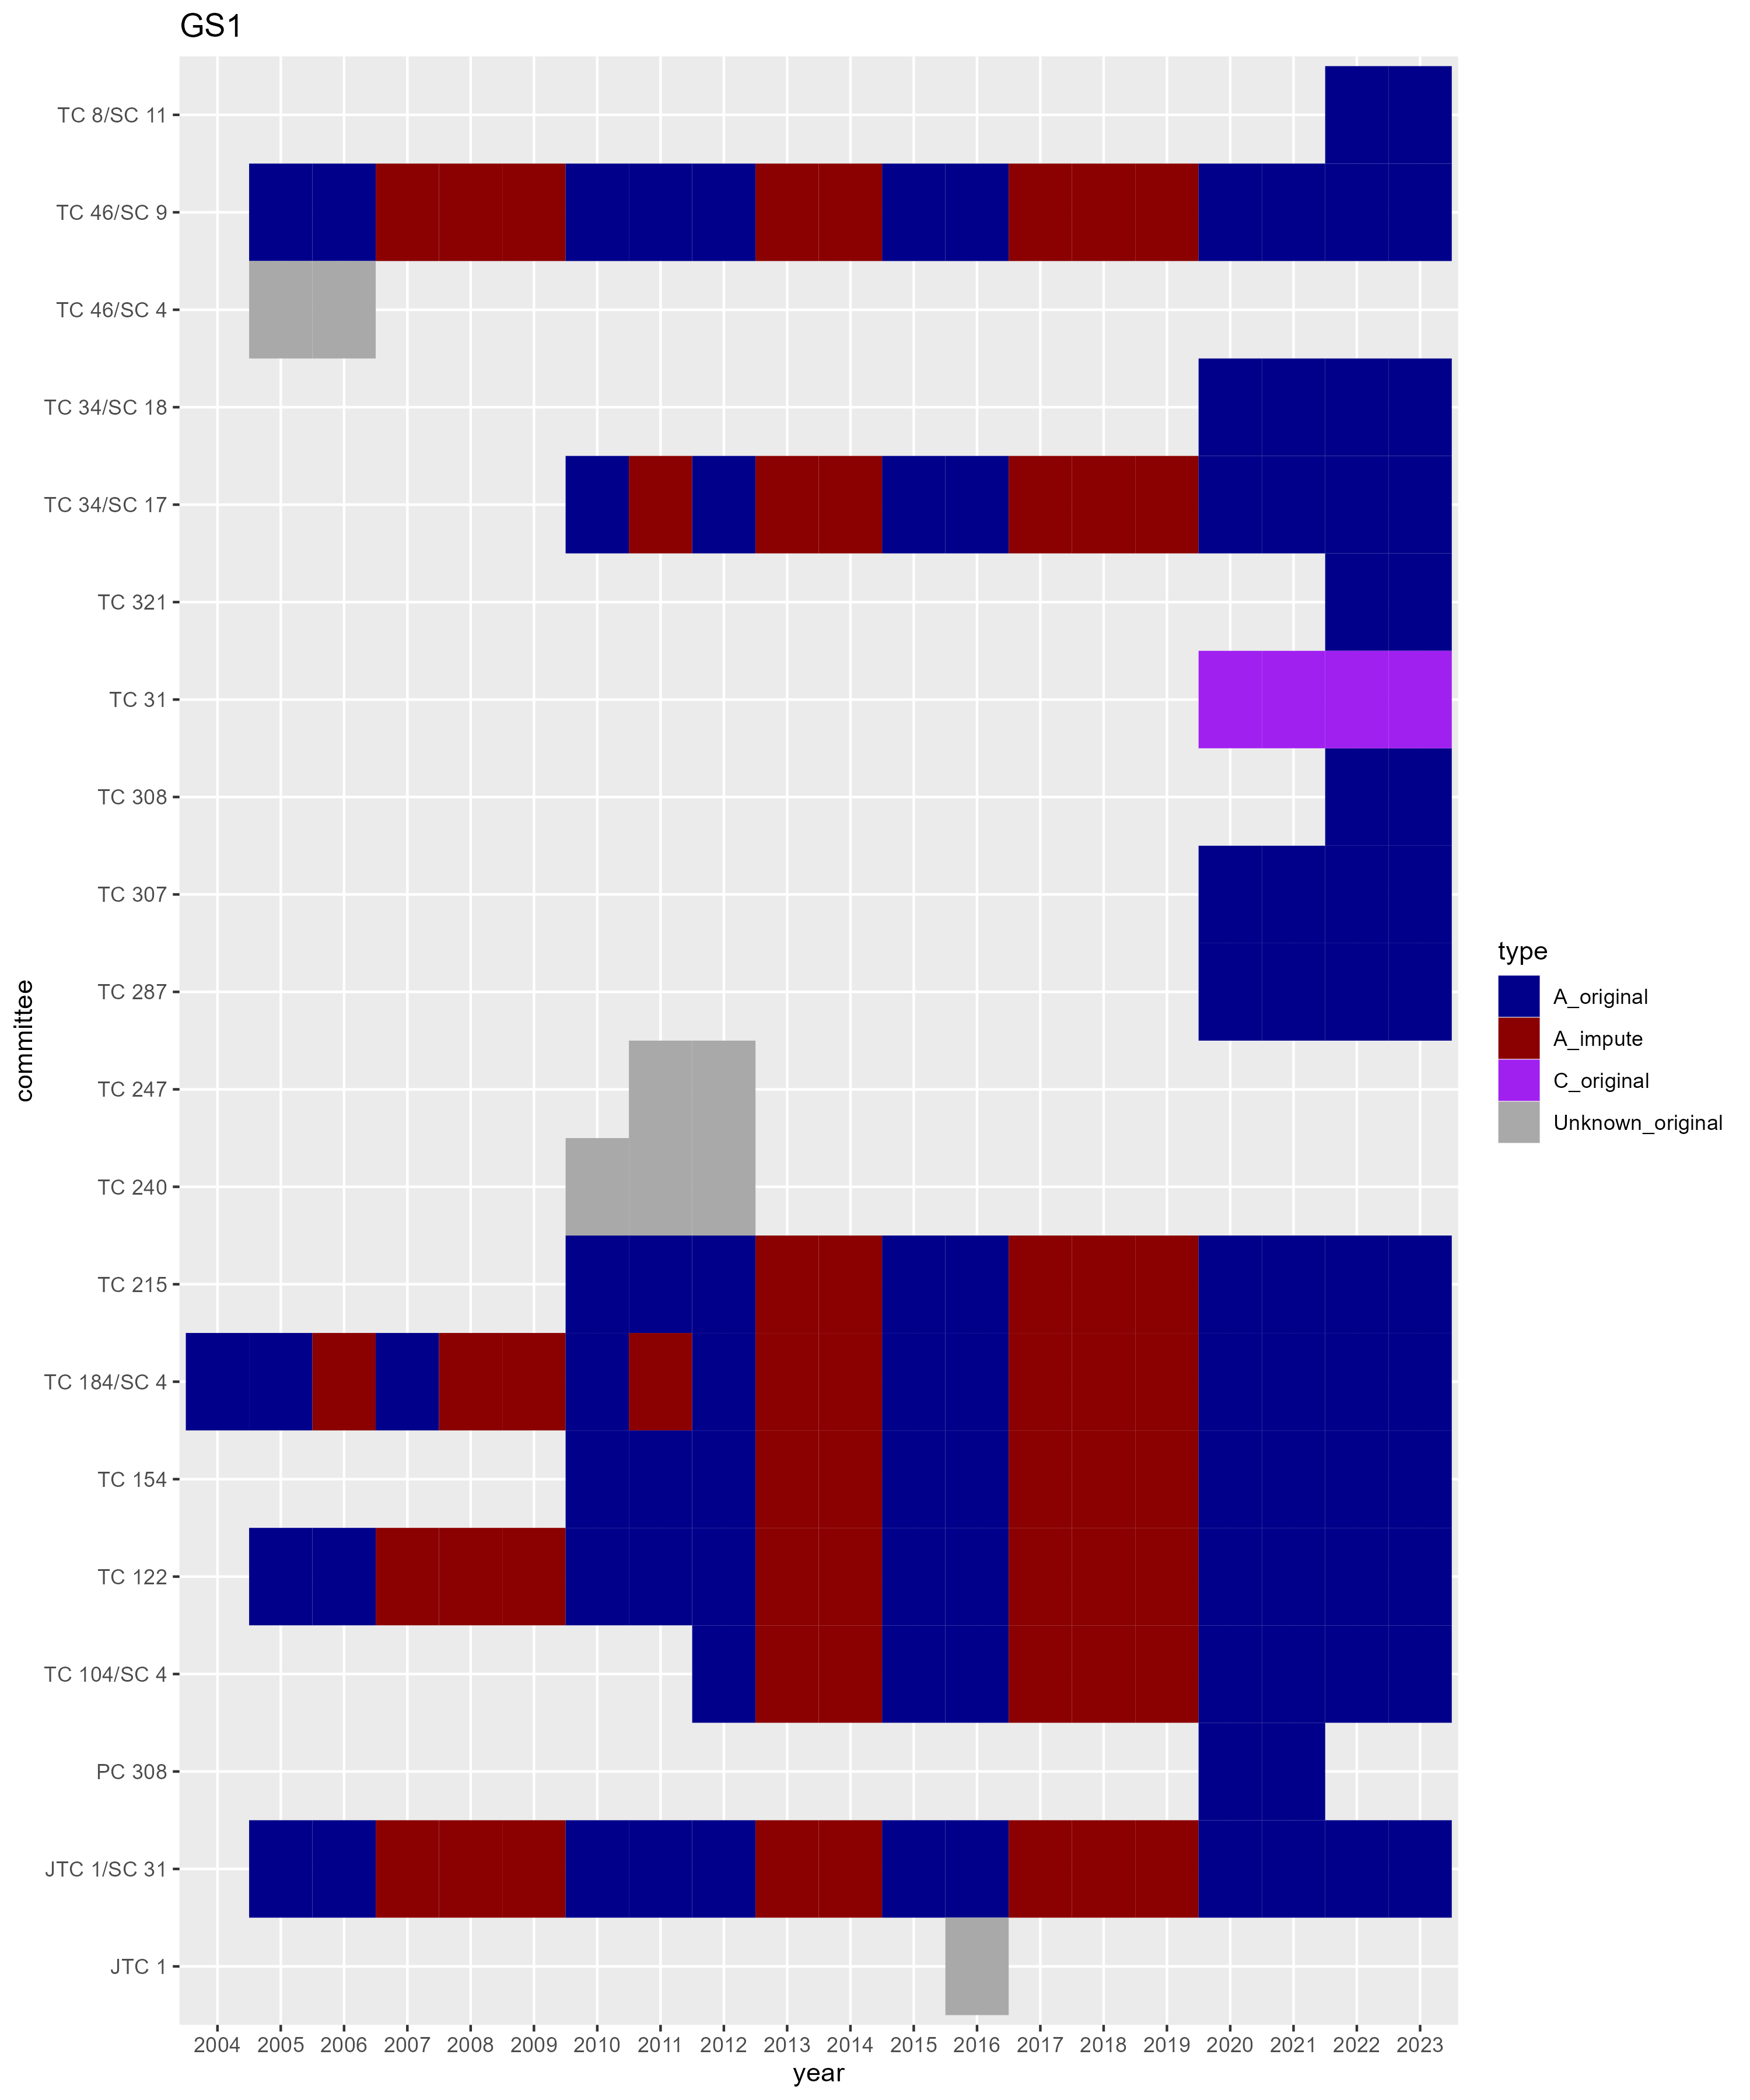 GS1
TC 8/SC 11
TC 46/SC 9
TC 46/SC 4
TC 34/SC 18
TC 34/SC 17
TC 321
TC 31
TC 308
TC 307
TC 287
TC 247
TC 240
TC 215
TC 184/SC 4
TC 154
TC 122
TC 104/SC 4
PC 308
JTC 1/SC 31
JTC 1
committee
2004 2005 2006 2007 2008 2009 2010 2011 2012 2013 2014 2015 2016 2017 2018 2019 2020 2021 2022 2023
year
type
A_original
A_impute
C_original
Unknown_original